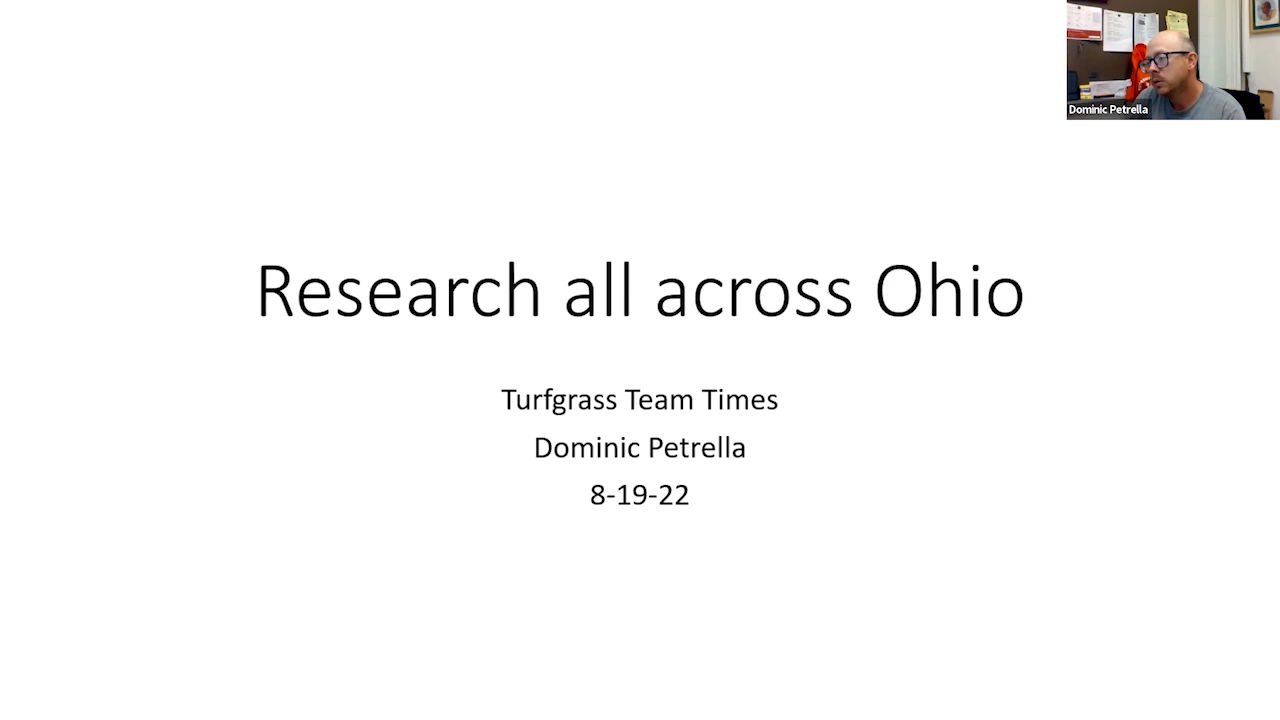 Dominic Petrella
Research all across Ohio
Turfgrass Team Times
Dominic Petrella
8-19-22